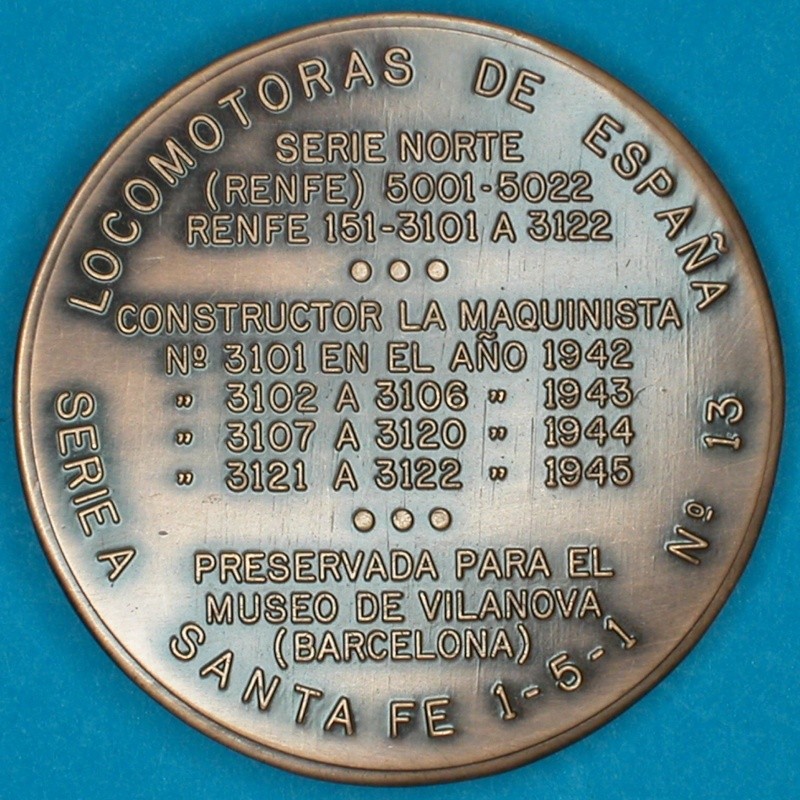 LOCOMOTORAS DE ESPAÑA
SERIE NORTE
(RENFE) 5001-5022
RENFE 151-3101 A 3122
CONSTRUCTOR LA MAQUINISTA
Nº 3101 EN EL AÑO 1942
" 3102 A 3106 " 1943
" 3107 A 3120 " 1944
" 3121 A 3122 " 1945
PRESERVADA PARA EL
MUSEO DE VILANOVA
(BARCELONA)
SERIE A
SANTA FE 1-5-1
Nº 13